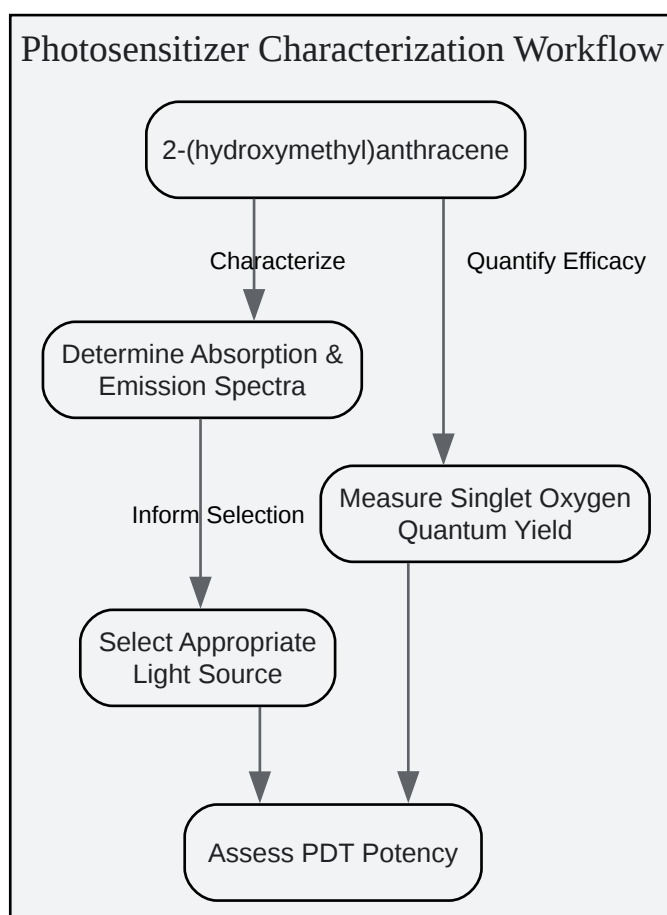 Photosensitizer Characterization Workflow
2-(hydroxymethyl)anthracene
Characterize
Quantify Efficacy
Determine Absorption &
Emission Spectra
Measure Singlet Oxygen
Quantum Yield
Inform Selection
Select Appropriate
Light Source
Assess PDT Potency